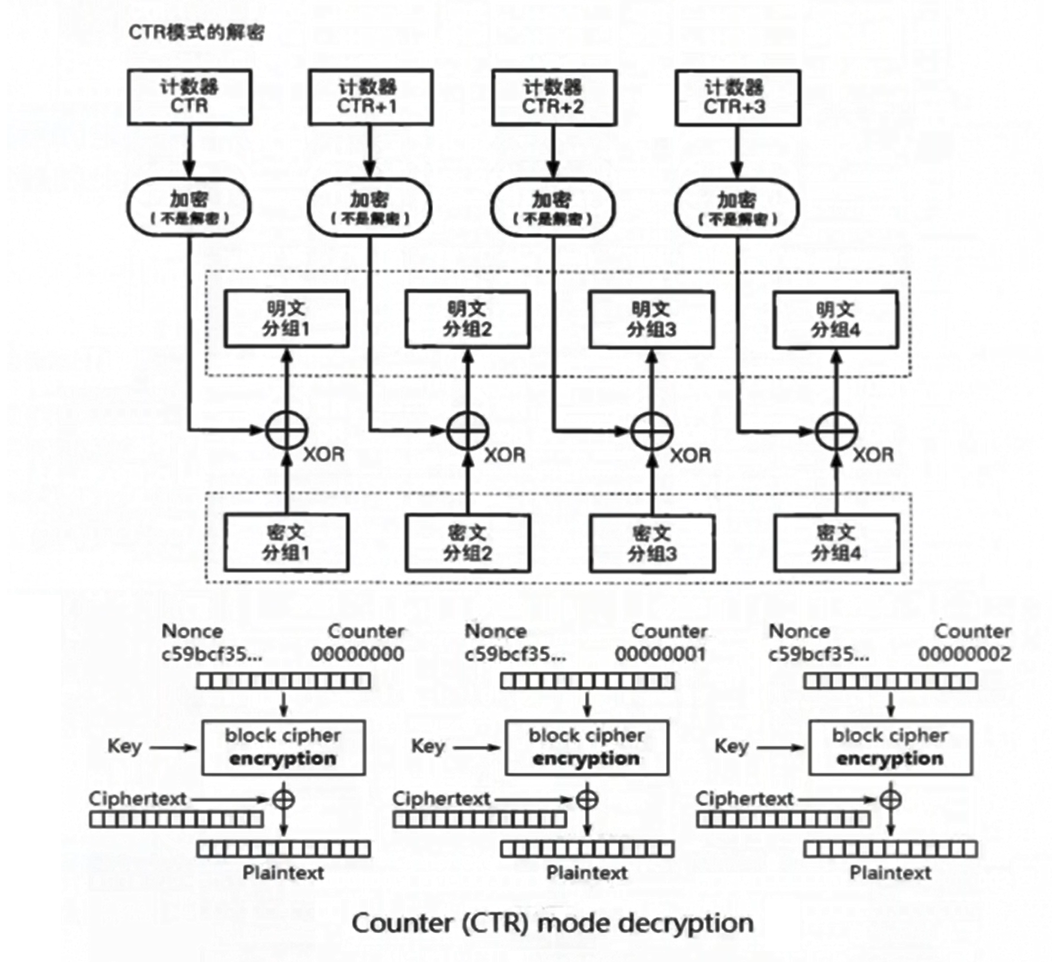 CTR模式的解密
计数器
CTR
计数器
CTR+1
计数器
CTR+2
计数器
CTR+3
加密
(不是解密)
加密
(不是解密)
加密
(不是解密)
加密
(不是解密)
明文
分组1
明文
分组2
明文
分组3
明文
分组4
XOR
XOR
XOR
XOR
密文
分组1
密文
分组2
密文
分组3
密文
分组4
Nonce
c59bcf35...
Counter
00000000
Nonce
c59bcf35...
Counter
00000001
Nonce
c59bcf35...
Counter
00000002
Key
block cipher
encryption
Key
block cipher
encryption
Key
block cipher
encryption
Ciphertext
Ciphertext
Ciphertext
Plaintext
Plaintext
Plaintext
Counter (CTR) mode decryption